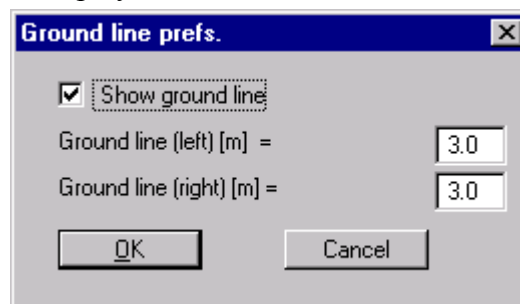 Ground line prefs.
Show ground line
Ground line (left) [m] = 3.0
Ground line (right) [m] = 3.0
OK Cancel